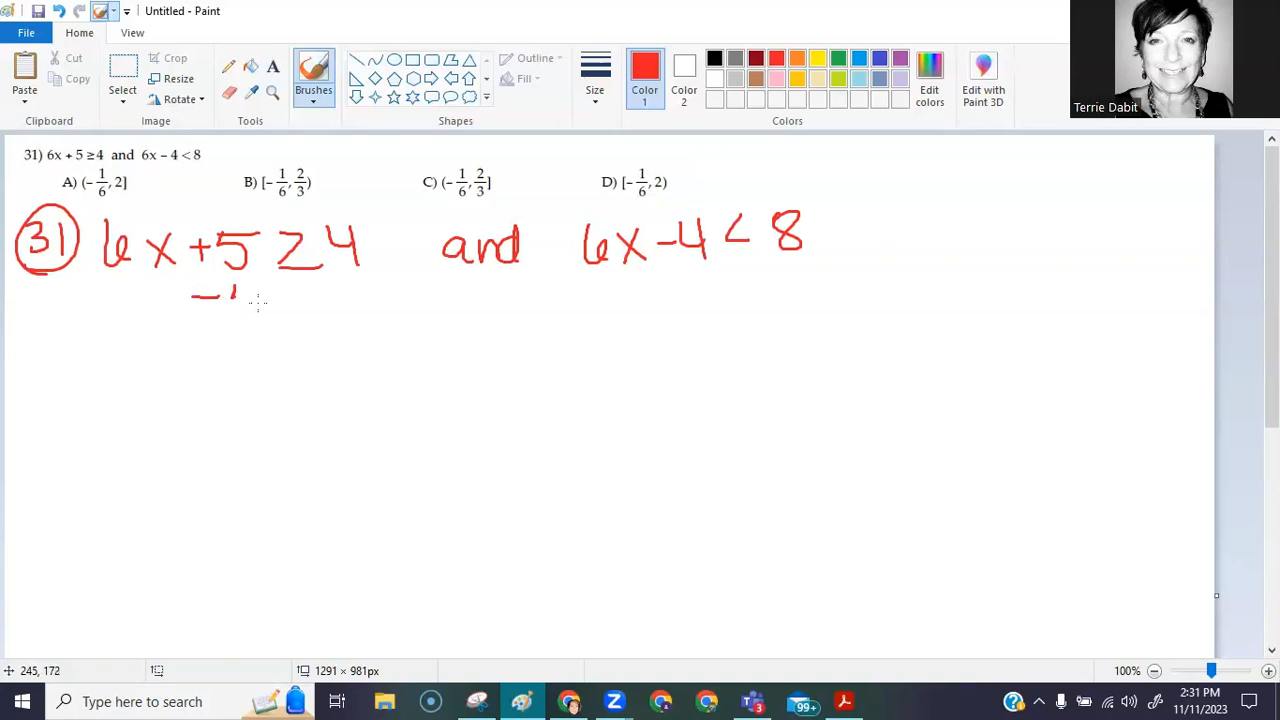 Untitled - Paint
File Home View
Paste
Cut
Copy
Clipboard
Select
Crop
Resize
Rotate
Image
A
Tools
Brushes
Outline
Fill
Shapes
Size
Color 1
Color 2
Edit colors
Edit with Paint 3D
Colors
Terrie Dabit
31) 6x + 5 ≥ 4 and 6x − 4 < 8
A) (− 1/6, 2] B) [− 1/6, 2/3) C) (− 1/6, 2/3] D) [− 1/6, 2)
31 6x +5 ≥ 4 and 6x -4 < 8
245, 172 1291 × 981px 100%
Type here to search 3 99+ 2:31 PM
11/11/2023